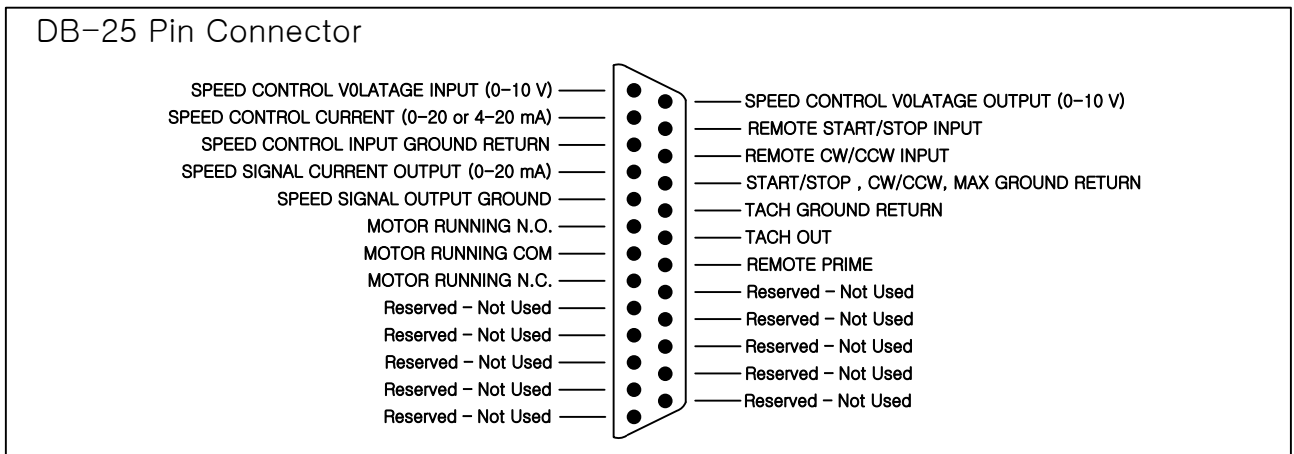 DB-25 Pin Connector
SPEED CONTROL V0LATAGE INPUT (0-10 V)
SPEED CONTROL CURRENT (0-20 or 4-20 mA)
SPEED CONTROL INPUT GROUND RETURN
SPEED SIGNAL CURRENT OUTPUT (0-20 mA)
SPEED SIGNAL OUTPUT GROUND
MOTOR RUNNING N.O.
MOTOR RUNNING COM
MOTOR RUNNING N.C.
Reserved - Not Used
Reserved - Not Used
Reserved - Not Used
Reserved - Not Used
Reserved - Not Used
SPEED CONTROL V0LATAGE OUTPUT (0-10 V)
REMOTE START/STOP INPUT
REMOTE CW/CCW INPUT
START/STOP , CW/CCW, MAX GROUND RETURN
TACH GROUND RETURN
TACH OUT
REMOTE PRIME
Reserved - Not Used
Reserved - Not Used
Reserved - Not Used
Reserved - Not Used
Reserved - Not Used